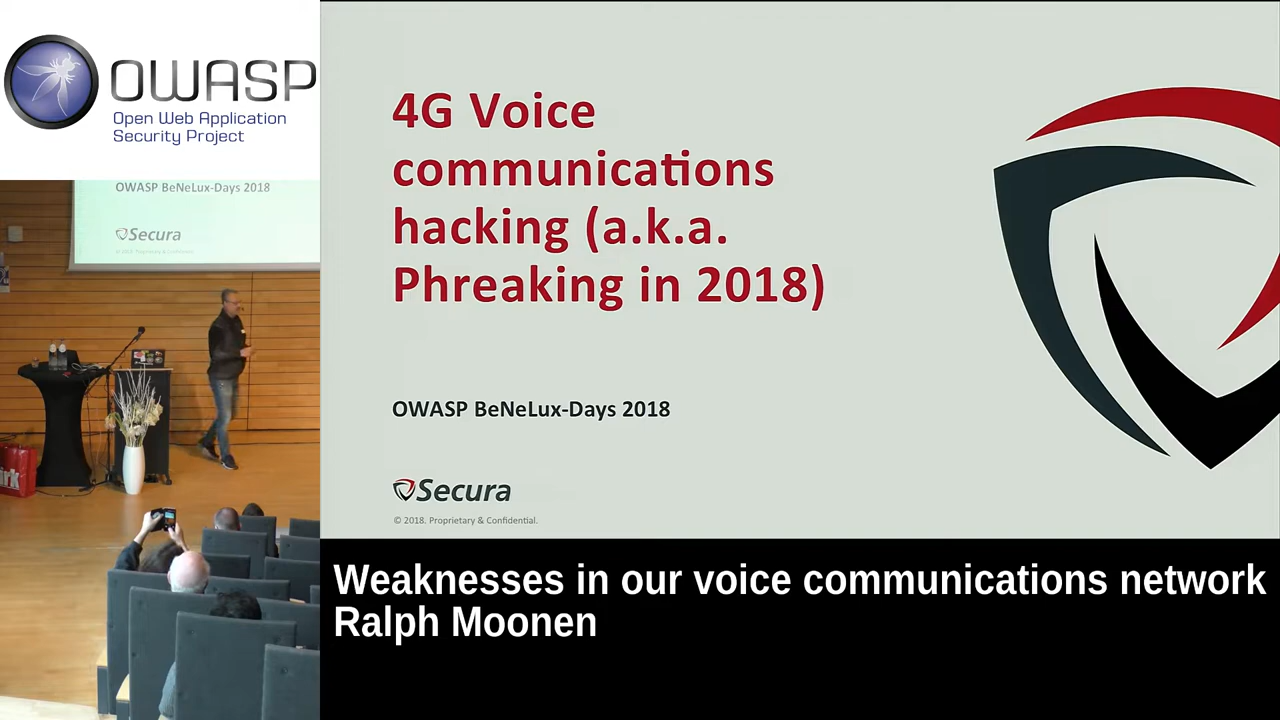 OWASP
Open Web Application
Security Project
OWASP BeNeLux-Days 2018
Secura
4G Voice
communications
hacking (a.k.a.
Phreaking in 2018)
OWASP BeNeLux-Days 2018
Secura
© 2018. Proprietary & Confidential.
Weaknesses in our voice communications network
Ralph Moonen